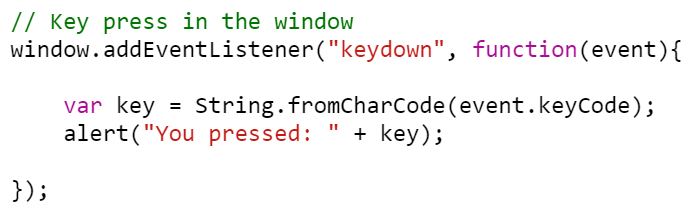 // Key press in the window
window.addEventListener("keydown", function(event){
var key = String.fromCharCode(event.keyCode);
alert("You pressed: " + key);
});